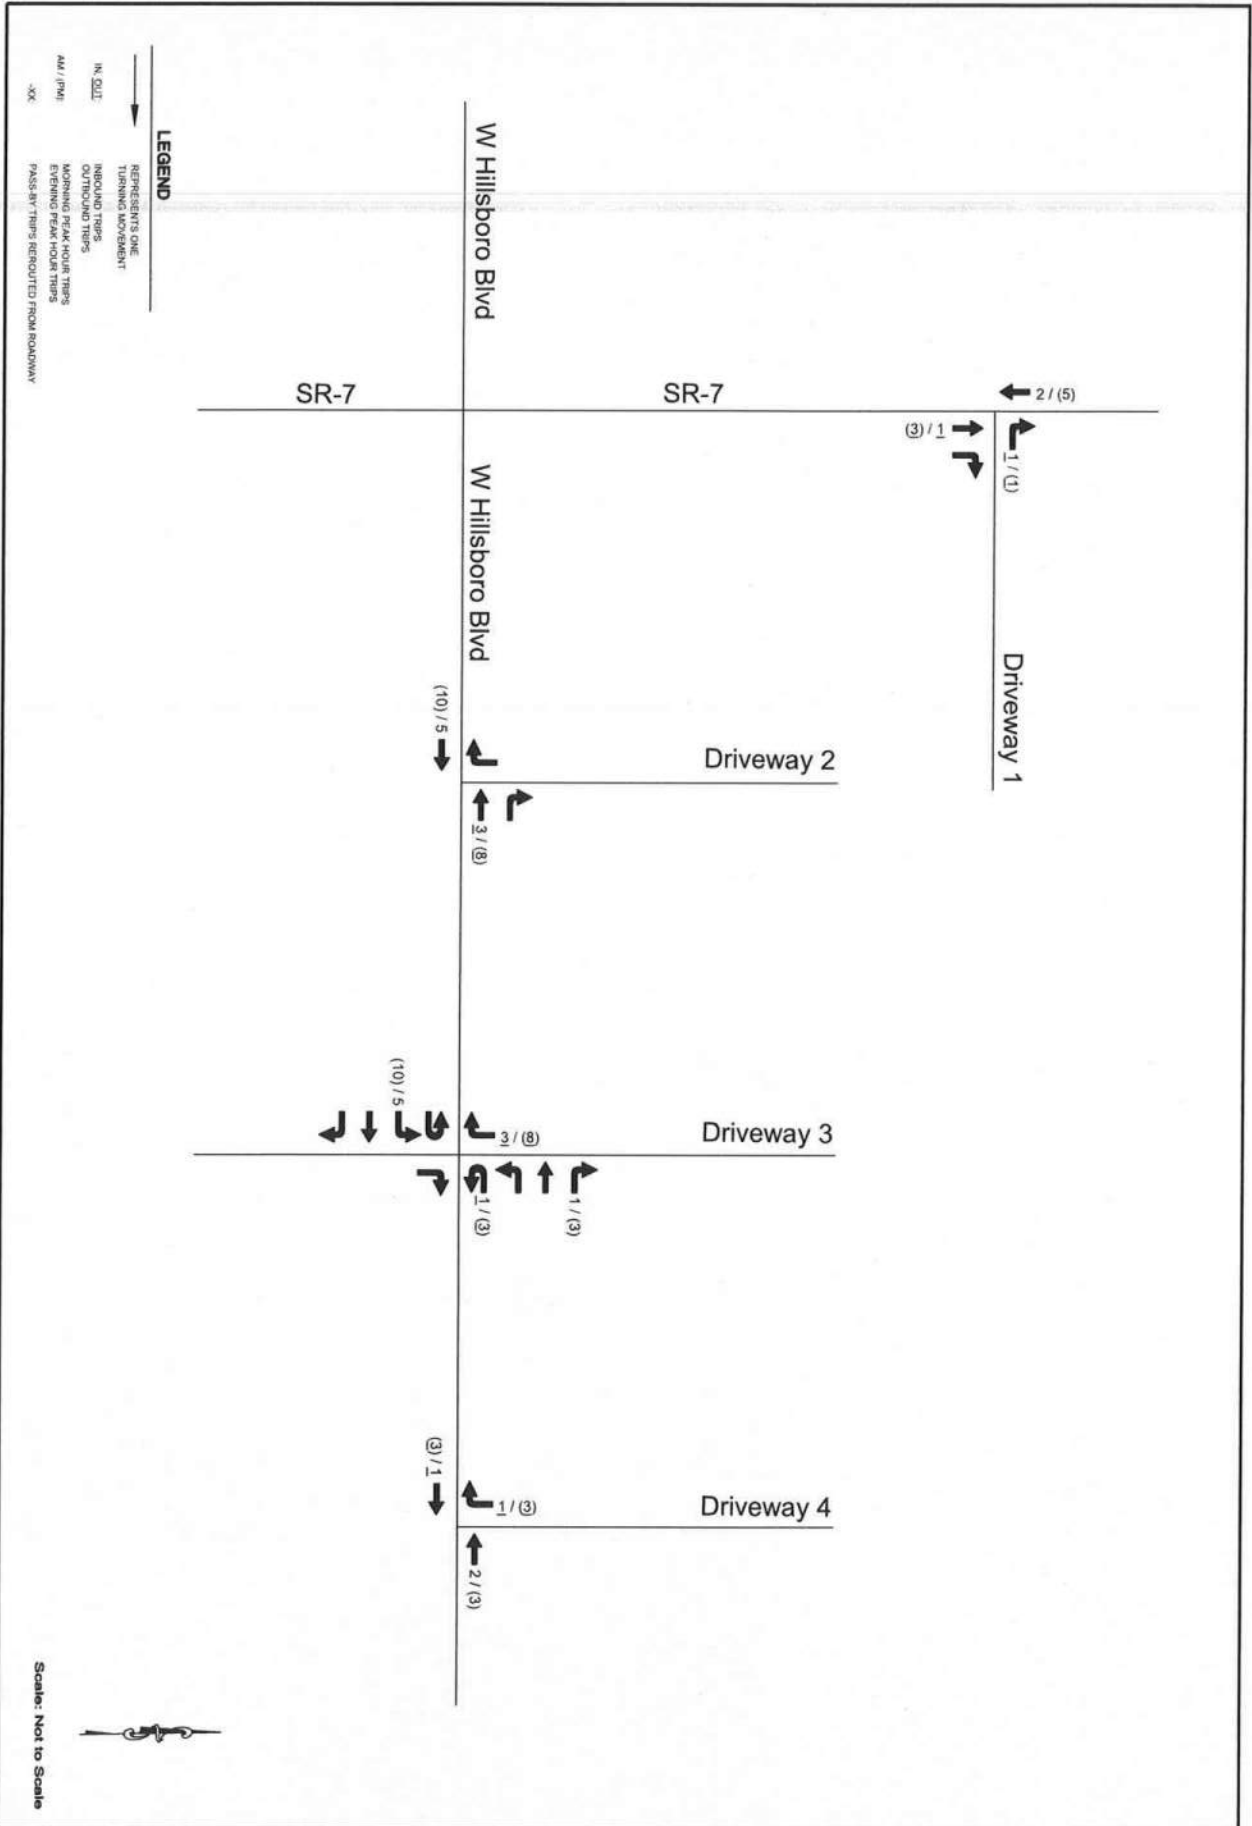 W Hillsboro Blvd
SR-7
SR-7
2 / (5)
(3) / 1
1 / (1)
Driveway 1
W Hillsboro Blvd
(10) / 5
Driveway 2
3 / (8)
(10) / 5
3 / (8)
Driveway 3
1 / (3)
1 / (3)
(3) / 1
1 / (3)
Driveway 4
2 / (3)
LEGEND
REPRESENTS ONE
TURNING MOVEMENT
IN, OUT: INBOUND TRIPS
OUTBOUND TRIPS
AM / (PM): MORNING PEAK HOUR TRIPS
EVENING PEAK HOUR TRIPS
-XX: PASS-BY TRIPS REROUTED FROM ROADWAY
Scale: Not to Scale